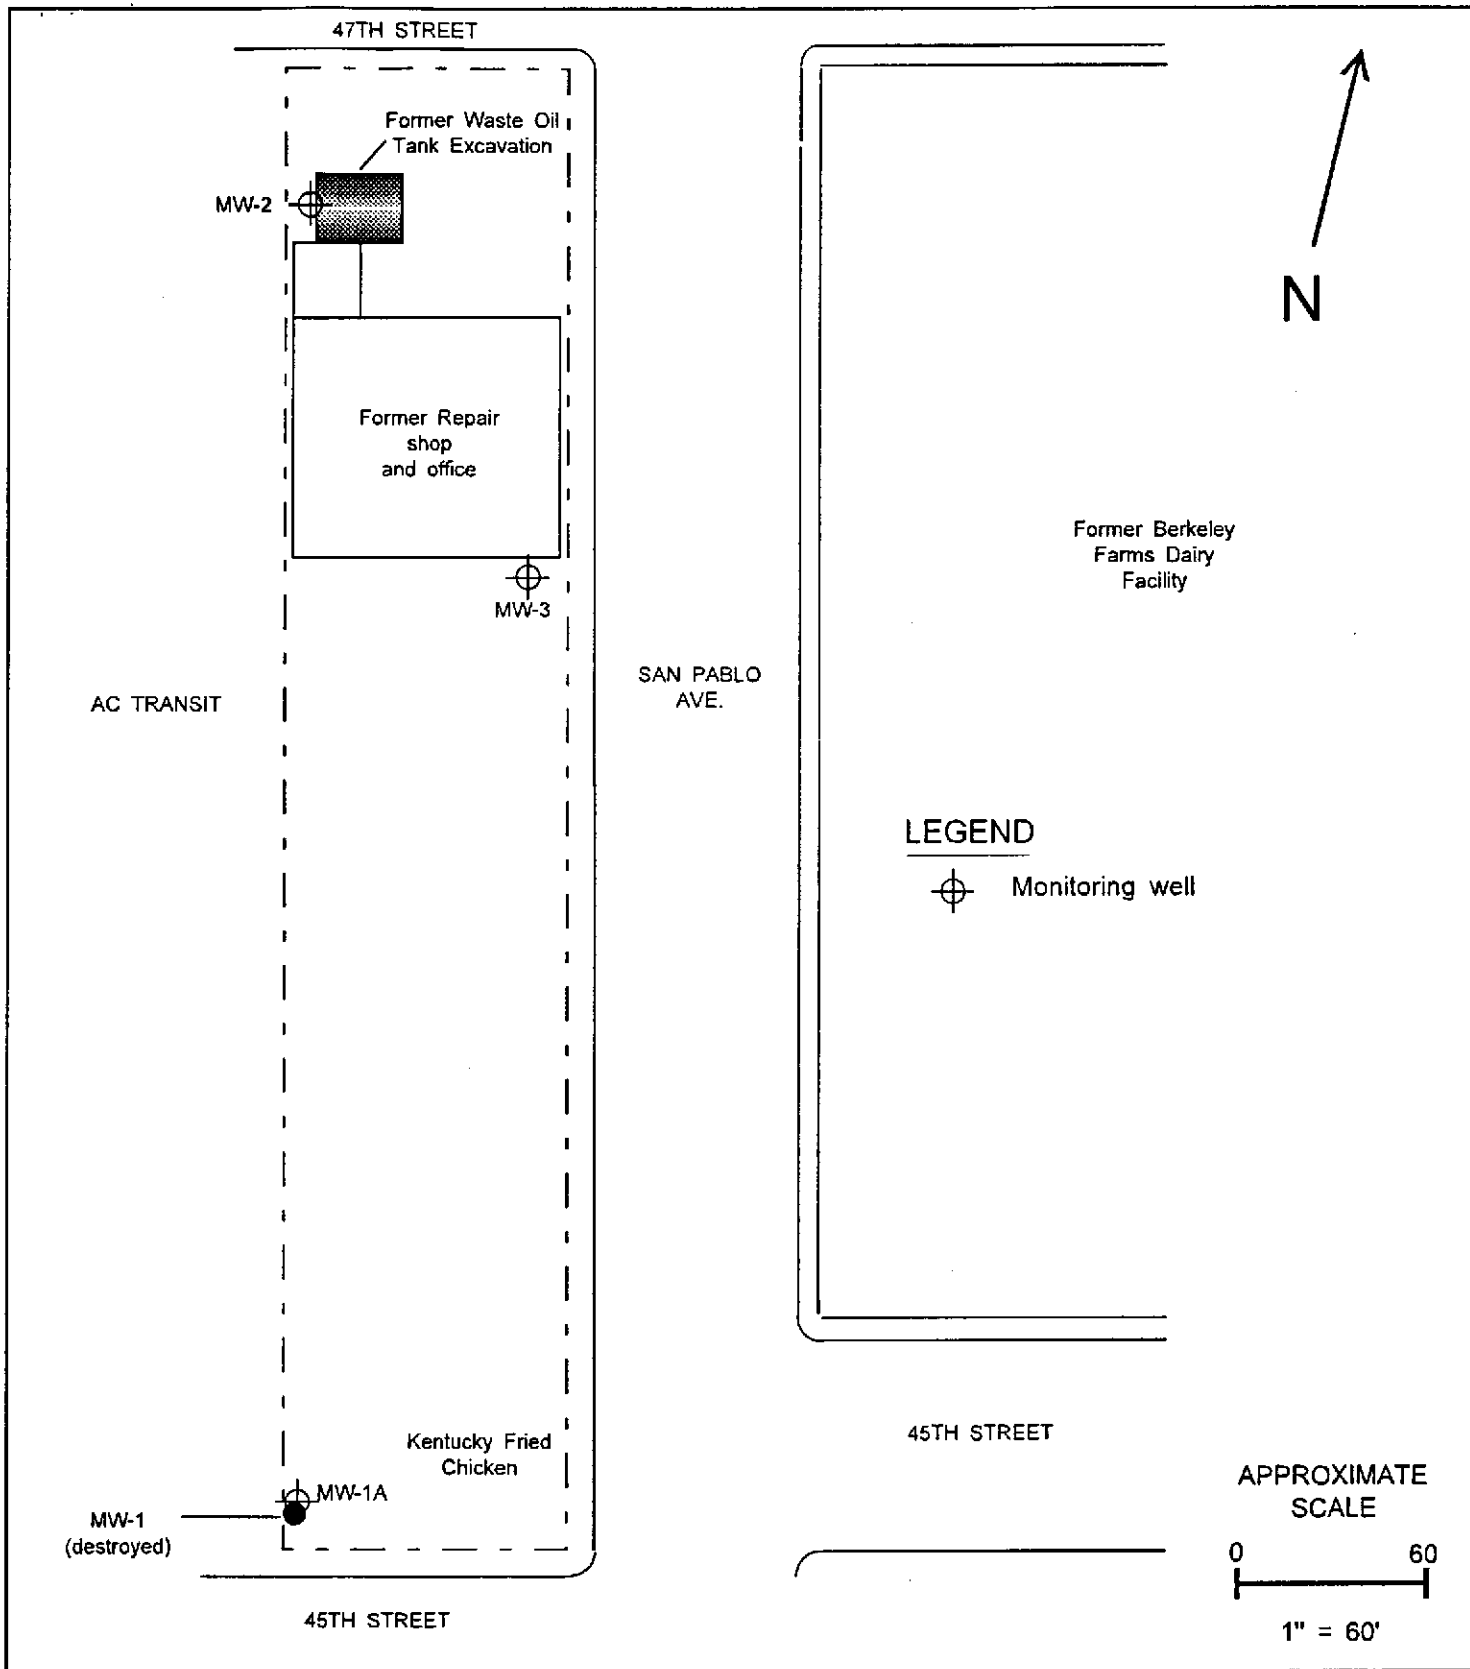 47TH STREET
Former Waste Oil
Tank Excavation
MW-2
N
Former Repair
shop
and office
Former Berkeley
Farms Dairy
Facility
MW-3
SAN PABLO
AVE.
AC TRANSIT
LEGEND
Monitoring well
Kentucky Fried
Chicken
45TH STREET
MW-1A
MW-1
(destroyed)
APPROXIMATE
SCALE
0 60
1" = 60'
45TH STREET